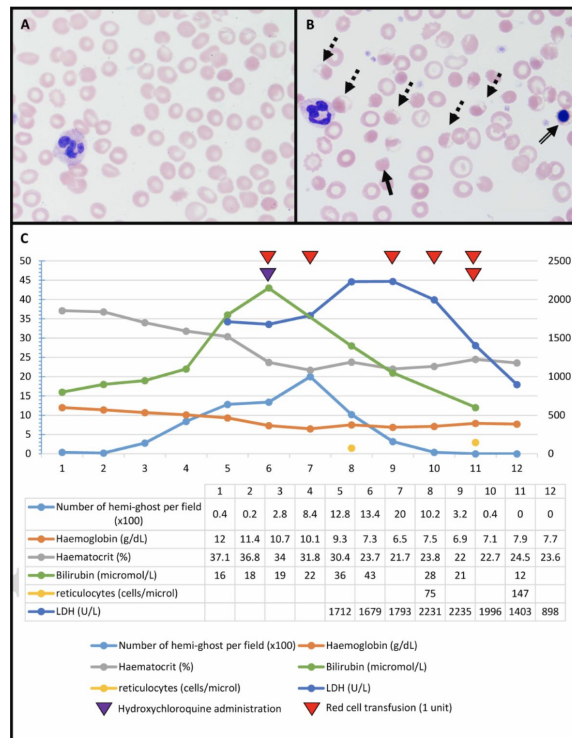 A
B
C
50 2500
45
40 2000
35
30 1500
25
20 1000
15
10 500
5
0 0
1 2 3 4 5 6 7 8 9 10 11 12
1 2 3 4 5 6 7 8 9 10 11 12
Number of hemi-ghost per field (x100) 0.4 0.2 2.8 8.4 12.8 13.4 20 10.2 3.2 0.4 0 0
Haemoglobin (g/dL) 12 11.4 10.7 10.1 9.3 7.3 6.5 7.5 6.9 7.1 7.9 7.7
Haematocrit (%) 37.1 36.8 34 31.8 30.4 23.7 21.7 23.8 22 22.7 24.5 23.6
Bilirubin (micromol/L) 16 18 19 22 36 43 28 21 12
reticulocytes (cells/microl) 75 147
LDH (U/L) 1712 1679 1793 2231 2235 1996 1403 898
Number of hemi-ghost per field (x100) Haemoglobin (g/dL)
Haematocrit (%) Bilirubin (micromol/L)
reticulocytes (cells/microl) LDH (U/L)
Hydroxychloroquine administration Red cell transfusion (1 unit)